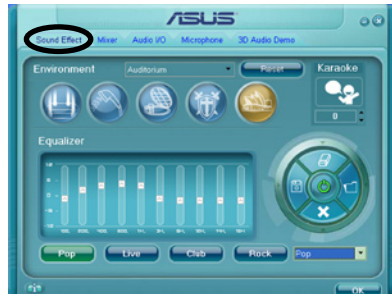 ASUS
Sound Effect Mixer Audio I/O Microphone 3D Audio Demo
Environment Auditorium Reset Karaoke
0
Equalizer
Pop Live Club Rock Pop
OK